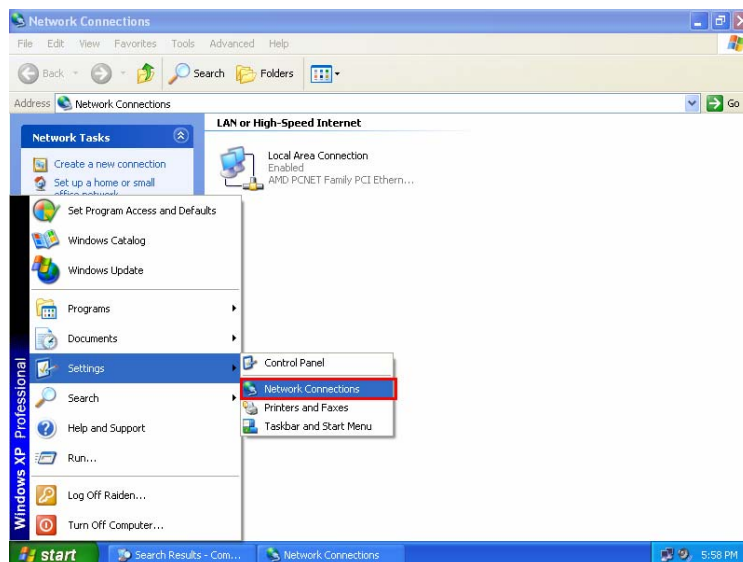 Network Connections
File Edit View Favorites Tools Advanced Help
Back Search Folders
Address Network Connections Go
LAN or High-Speed Internet
Network Tasks
Create a new connection
Set up a home or small
office network
Local Area Connection
Enabled
AMD PCNET Family PCI Ethern...
Set Program Access and Defaults
Windows Catalog
Windows Update
Programs
Documents
Settings
Search
Help and Support
Run...
Log Off Raiden...
Turn Off Computer...
Windows XP Professional
Control Panel
Network Connections
Printers and Faxes
Taskbar and Start Menu
start Search Results - Com... Network Connections 5:58 PM